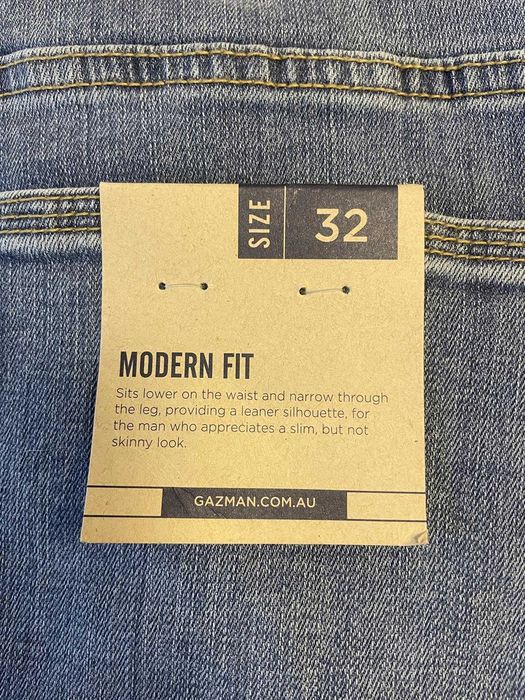 SIZE 32
MODERN FIT
Sits lower on the waist and narrow through
the leg, providing a leaner silhouette, for
the man who appreciates a slim, but not
skinny look.
GAZMAN.COM.AU